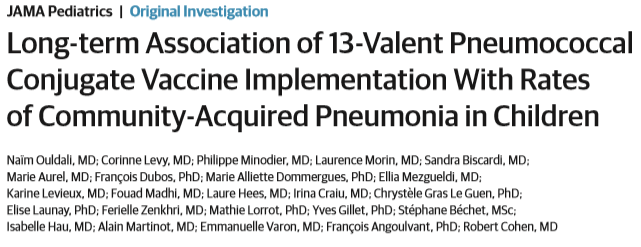 JAMA Pediatrics | Original Investigation
Long-term Association of 13-Valent Pneumococcal
Conjugate Vaccine Implementation With Rates
of Community-Acquired Pneumonia in Children
Naïm Ouldali, MD; Corinne Levy, MD; Philippe Minodier, MD; Laurence Morin, MD; Sandra Biscardi, MD;
Marie Aurel, MD; François Dubos, PhD; Marie Alliette Dommergues, PhD; Ellia Mezgueldi, MD;
Karine Levieux, MD; Fouad Madhi, MD; Laure Hees, MD; Irina Craiu, MD; Chrystèle Gras Le Guen, PhD;
Elise Launay, PhD; Ferielle Zenkhri, MD; Mathie Lorrot, PhD; Yves Gillet, PhD; Stéphane Béchet, MSc;
Isabelle Hau, MD; Alain Martinot, MD; Emmanuelle Varon, MD; François Angoulvant, PhD; Robert Cohen, MD